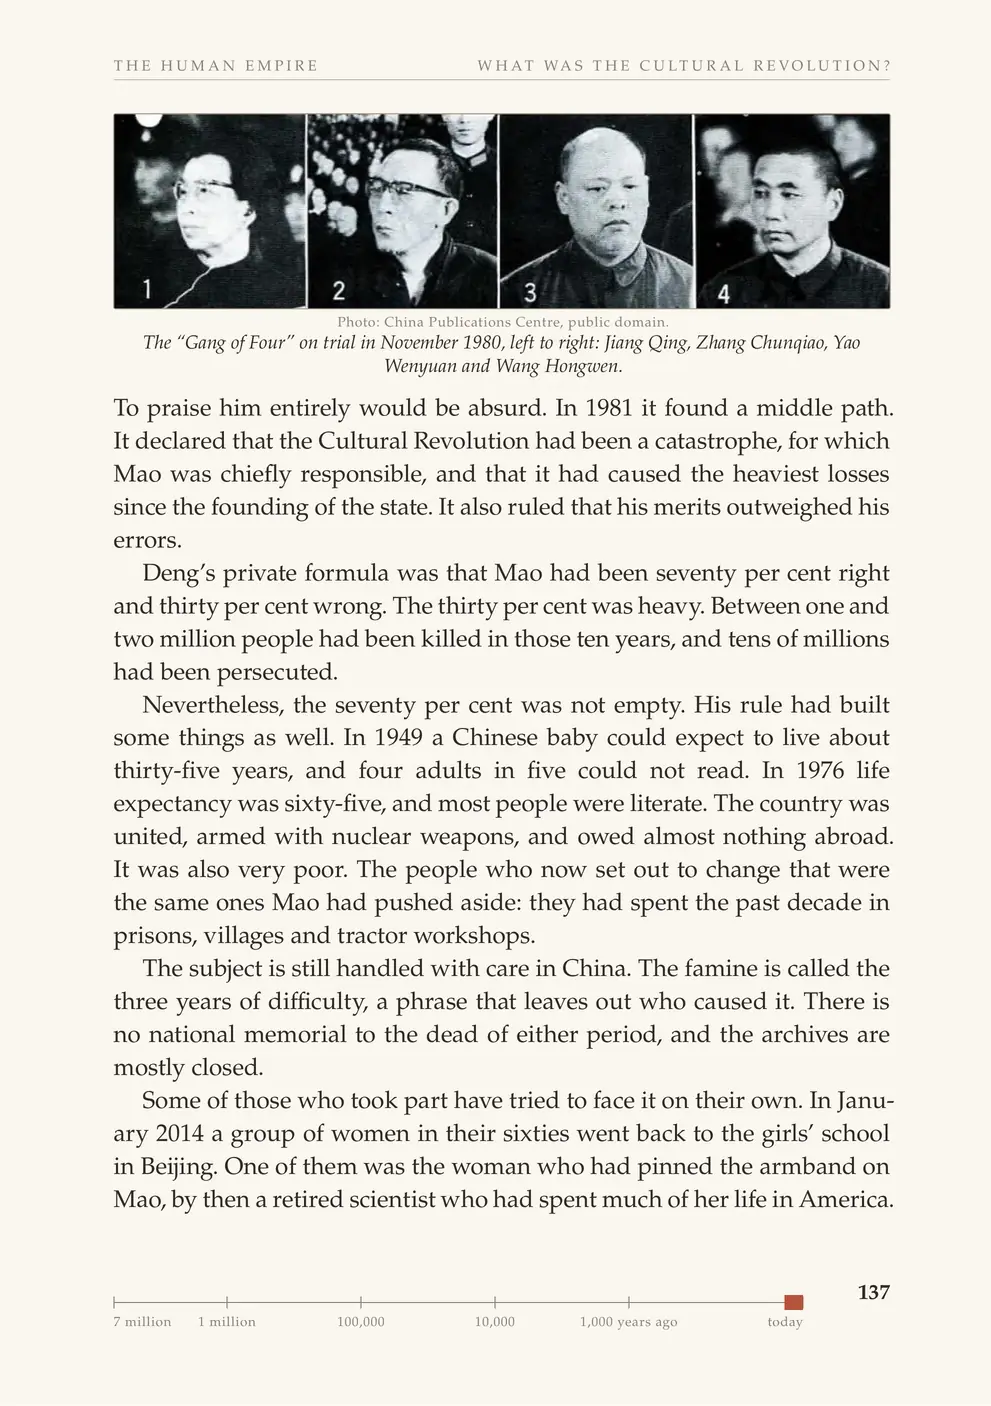 THE HUMAN EMPIRE
WHAT WAS THE CULTURAL REVOLUTION?
1
2
3
4
Photo: China Publications Centre, public domain.
The “Gang of Four” on trial in November 1980, left to right: Jiang Qing, Zhang Chunqiao, Yao
Wenyuan and Wang Hongwen.
To praise him entirely would be absurd. In 1981 it found a middle path.
It declared that the Cultural Revolution had been a catastrophe, for which
Mao was chiefly responsible, and that it had caused the heaviest losses
since the founding of the state. It also ruled that his merits outweighed his
errors.
Deng’s private formula was that Mao had been seventy per cent right
and thirty per cent wrong. The thirty per cent was heavy. Between one and
two million people had been killed in those ten years, and tens of millions
had been persecuted.
Nevertheless, the seventy per cent was not empty. His rule had built
some things as well. In 1949 a Chinese baby could expect to live about
thirty-five years, and four adults in five could not read. In 1976 life
expectancy was sixty-five, and most people were literate. The country was
united, armed with nuclear weapons, and owed almost nothing abroad.
It was also very poor. The people who now set out to change that were
the same ones Mao had pushed aside: they had spent the past decade in
prisons, villages and tractor workshops.
The subject is still handled with care in China. The famine is called the
three years of difficulty, a phrase that leaves out who caused it. There is
no national memorial to the dead of either period, and the archives are
mostly closed.
Some of those who took part have tried to face it on their own. In Janu-
ary 2014 a group of women in their sixties went back to the girls’ school
in Beijing. One of them was the woman who had pinned the armband on
Mao, by then a retired scientist who had spent much of her life in America.
137
7 million
1 million
100,000
10,000
1,000 years ago
today